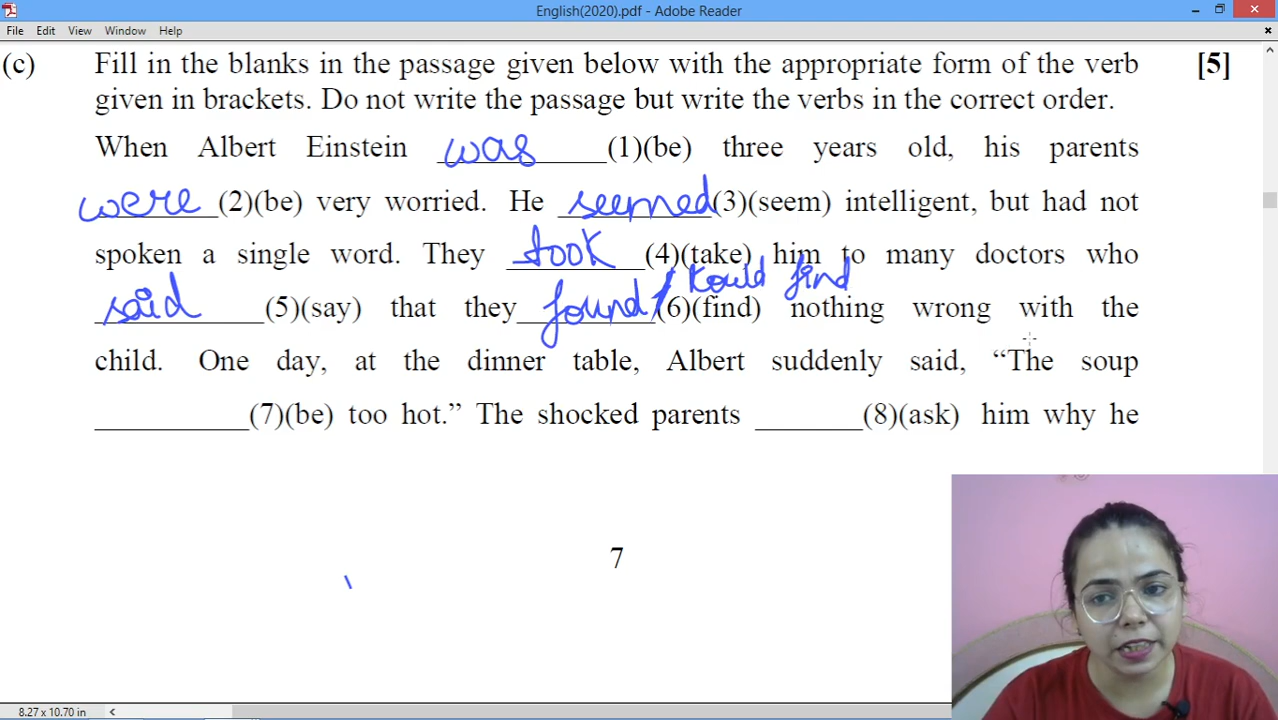 English(2020).pdf - Adobe Reader
File Edit View Window Help
(c) Fill in the blanks in the passage given below with the appropriate form of the verb [5]
given in brackets. Do not write the passage but write the verbs in the correct order.
When Albert Einstein was (1)(be) three years old, his parents
were (2)(be) very worried. He seemed (3)(seem) intelligent, but had not
spoken a single word. They took (4)(take) him to many doctors who
said (5)(say) that they found / could find (6)(find) nothing wrong with the
child. One day, at the dinner table, Albert suddenly said, “The soup
__________(7)(be) too hot.” The shocked parents _______(8)(ask) him why he
7
8.27 x 10.70 in